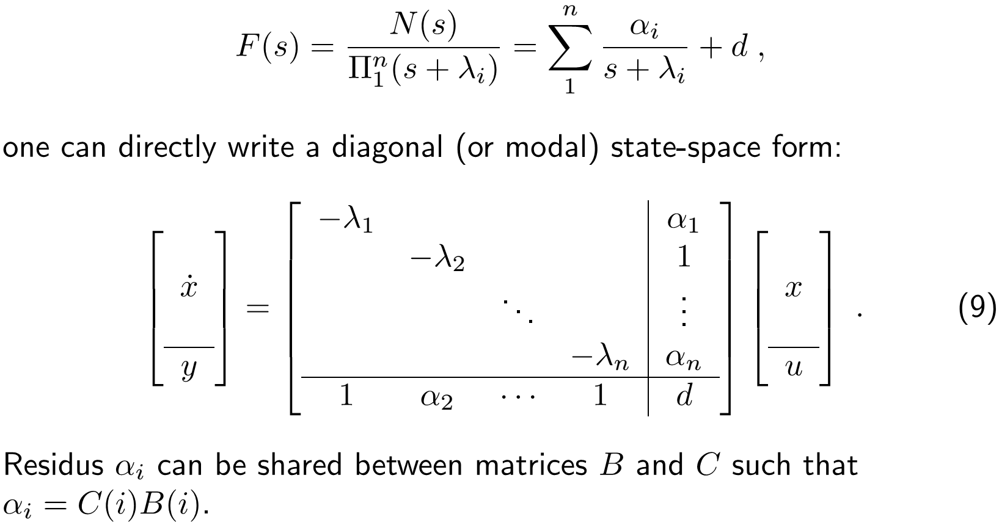 F(s) = \frac{N(s)}{\Pi_1^n(s + \lambda_i)} = \sum_1^n \frac{\alpha_i}{s + \lambda_i} + d ,
one can directly write a diagonal (or modal) state-space form:
\left[\begin{array}{c} \dot{x} \\ \hline y \end{array}\right] = \left[\begin{array}{cccc|c} -\lambda_1 & & & & \alpha_1 \\ & -\lambda_2 & & & 1 \\ & & \ddots & & \vdots \\ & & & -\lambda_n & \alpha_n \\ \hline 1 & \alpha_2 & \cdots & 1 & d \end{array}\right] \left[\begin{array}{c} x \\ \hline u \end{array}\right] . (9)
Residus \alpha_i can be shared between matrices B and C such that
\alpha_i = C(i)B(i).